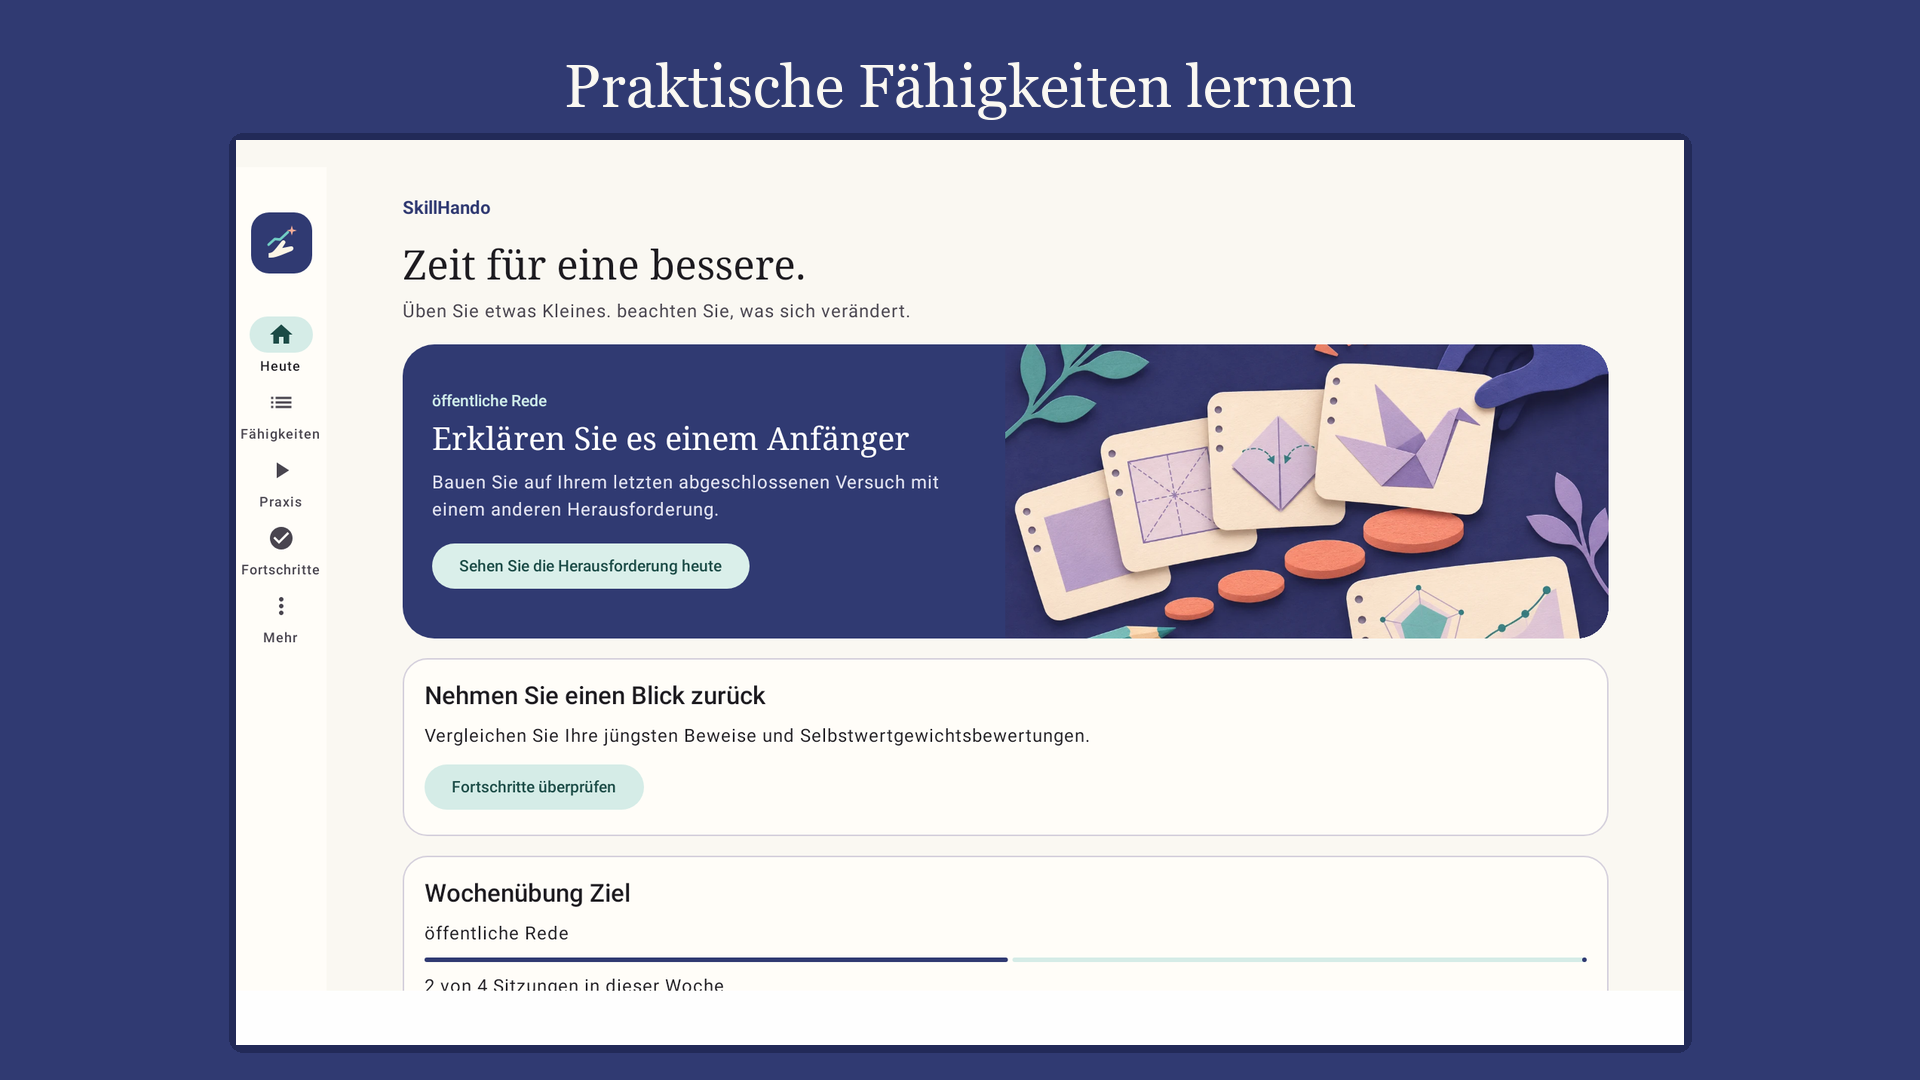 Praktische Fähigkeiten lernen
SkillHando
Zeit für eine bessere.
Üben Sie etwas Kleines. beachten Sie, was sich verändert.
Heute
Fähigkeiten
Praxis
Fortschritte
Mehr
öffentliche Rede
Erklären Sie es einem Anfänger
Bauen Sie auf Ihrem letzten abgeschlossenen Versuch mit
einem anderen Herausforderung.
Sehen Sie die Herausforderung heute
Nehmen Sie einen Blick zurück
Vergleichen Sie Ihre jüngsten Beweise und Selbstwertgewichtsbewertungen.
Fortschritte überprüfen
Wochenübung Ziel
öffentliche Rede
2 von 4 Sitzungen in dieser Woche